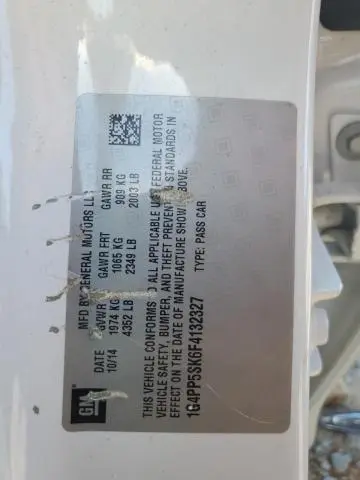 MFD BY GENERAL MOTORS LLC
DATE GVWR GAWR FRT GAWR RR
10/14 1974 KG 1065 KG 909 KG
4352 LB 2349 LB 2003 LB
THIS VEHICLE CONFORMS TO ALL APPLICABLE U.S. FEDERAL MOTOR
VEHICLE SAFETY, BUMPER, AND THEFT PREVENTION STANDARDS IN
EFFECT ON THE DATE OF MANUFACTURE SHOWN ABOVE.
1G4PP5SK6F4132327 TYPE: PASS CAR
GM